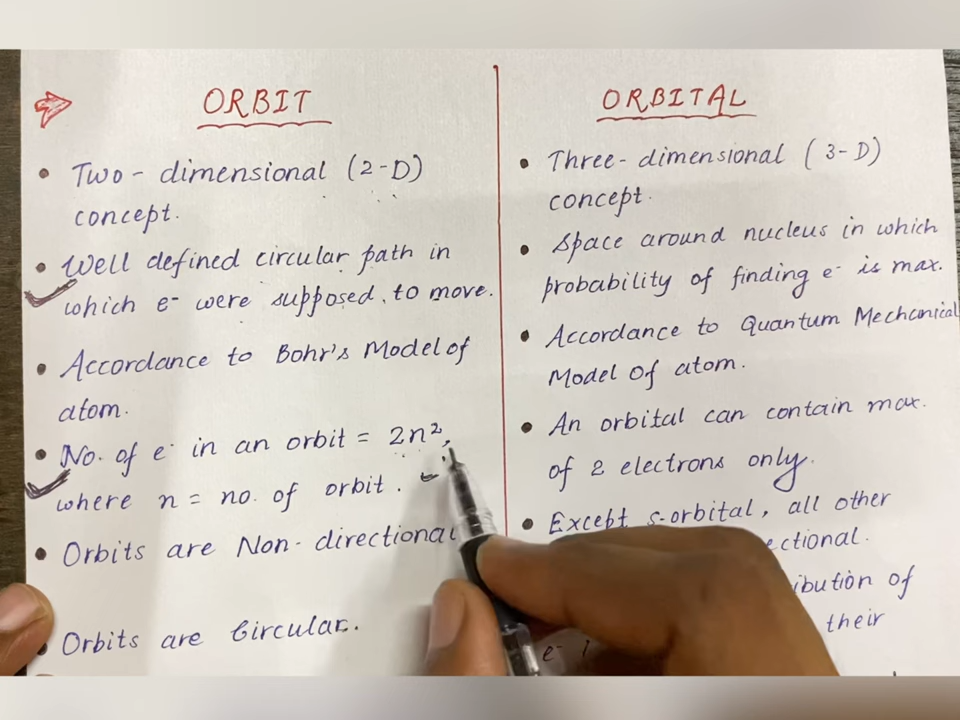 ORBIT
• Two-dimensional (2-D)
concept.
• Well defined circular path in
which e⁻ were supposed to move.
• Accordance to Bohr's Model of
atom.
• No. of e⁻ in an orbit = 2n²,
where n = no. of orbit.
• Orbits are Non-directional
• Orbits are Circular.
ORBITAL
• Three-dimensional (3-D)
concept.
• Space around nucleus in which
probability of finding e⁻ is max.
• Accordance to Quantum Mechanical
Model of atom.
• An orbital can contain max.
of 2 electrons only.
• Except s-orbital, all other
ectional.
ibution of
e⁻ their